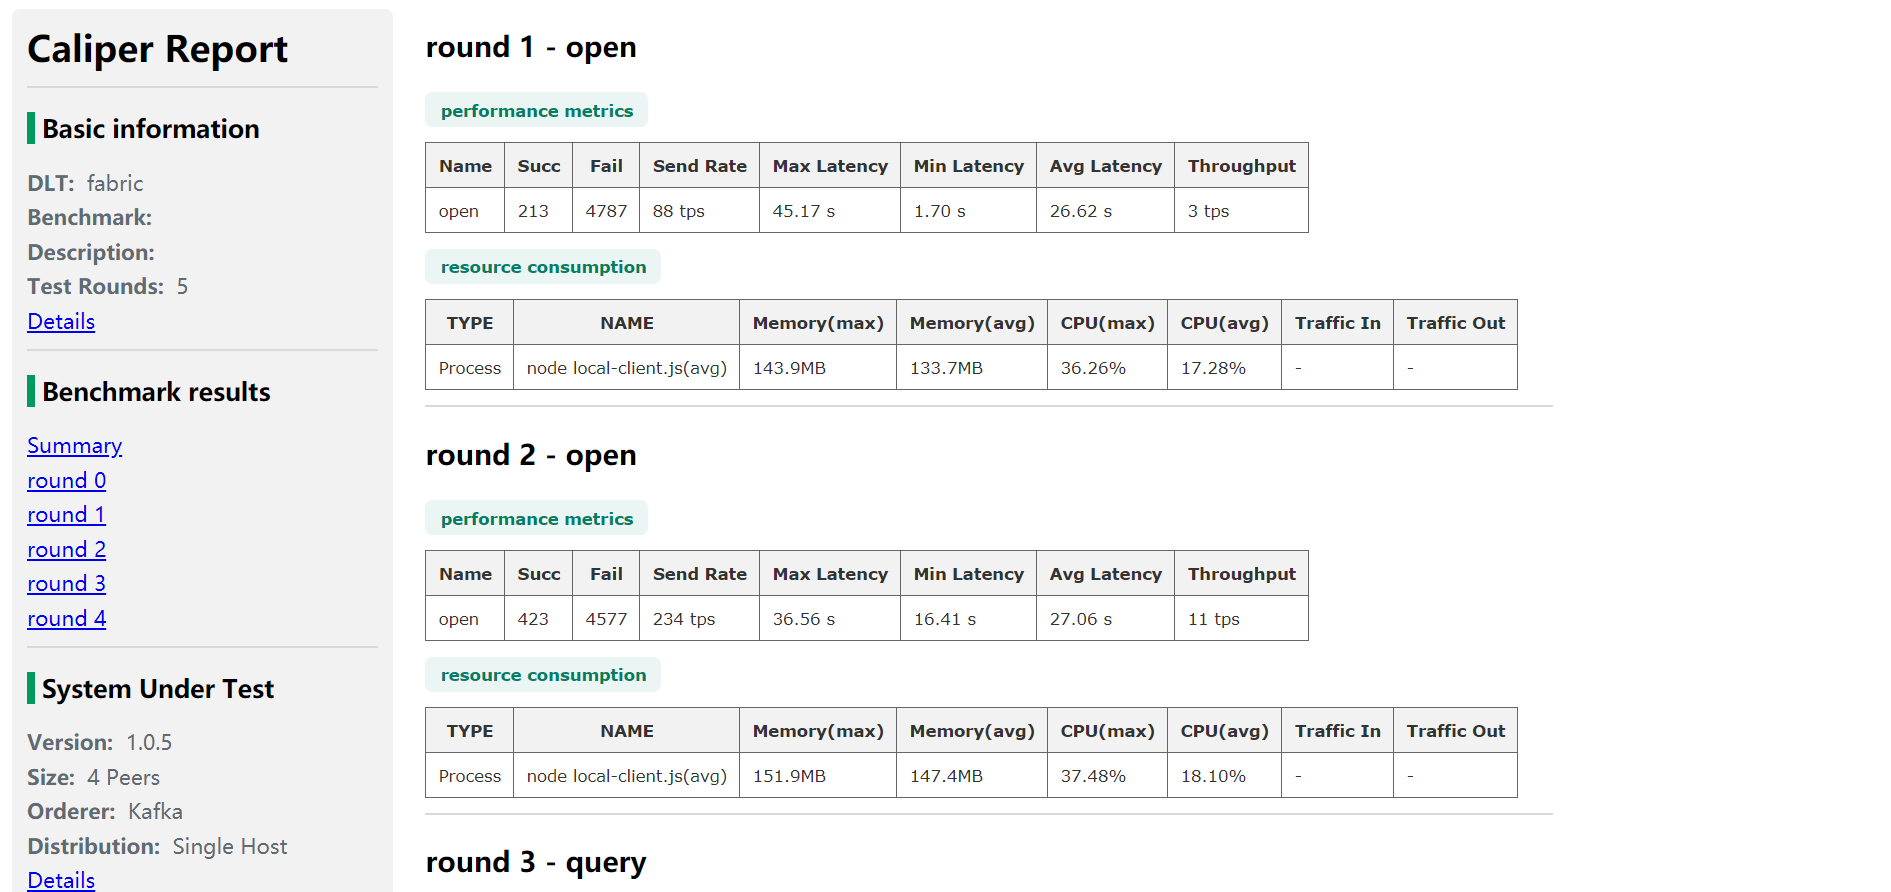 Caliper Report
Basic information
DLT: fabric
Benchmark:
Description:
Test Rounds: 5
Details
Benchmark results
Summary
round 0
round 1
round 2
round 3
round 4
System Under Test
Version: 1.0.5
Size: 4 Peers
Orderer: Kafka
Distribution: Single Host
Details
round 1 - open
performance metrics
Name Succ Fail Send Rate Max Latency Min Latency Avg Latency Throughput
open 213 4787 88 tps 45.17 s 1.70 s 26.62 s 3 tps
resource consumption
TYPE NAME Memory(max) Memory(avg) CPU(max) CPU(avg) Traffic In Traffic Out
Process node local-client.js(avg) 143.9MB 133.7MB 36.26% 17.28% - -
round 2 - open
performance metrics
Name Succ Fail Send Rate Max Latency Min Latency Avg Latency Throughput
open 423 4577 234 tps 36.56 s 16.41 s 27.06 s 11 tps
resource consumption
TYPE NAME Memory(max) Memory(avg) CPU(max) CPU(avg) Traffic In Traffic Out
Process node local-client.js(avg) 151.9MB 147.4MB 37.48% 18.10% - -
round 3 - query